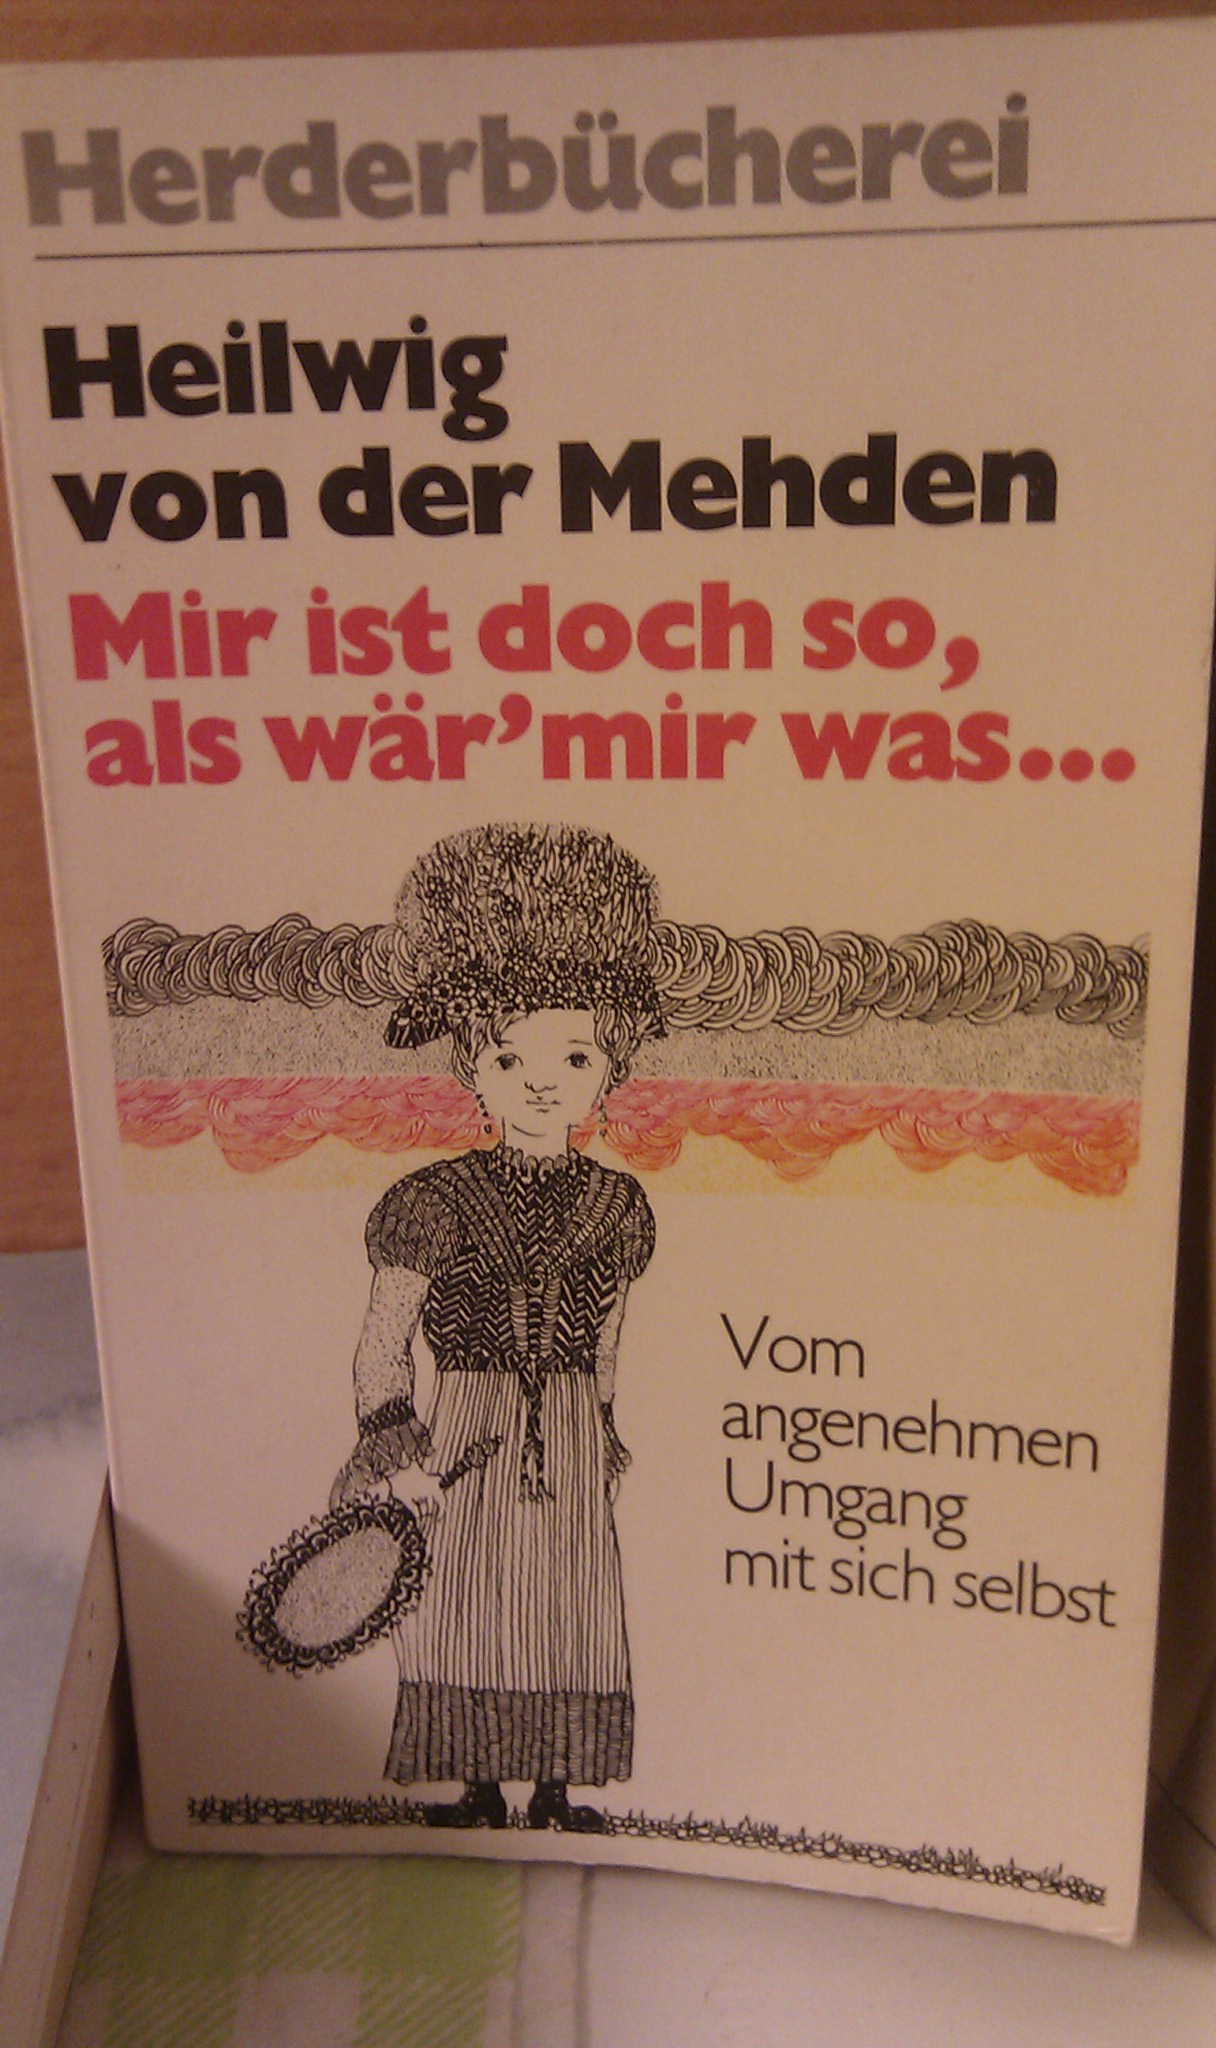 Herderbücherei
Heilwig
von der Mehden
Mir ist doch so,
als wär'mir was...
Vom
angenehmen
Umgang
mit sich selbst